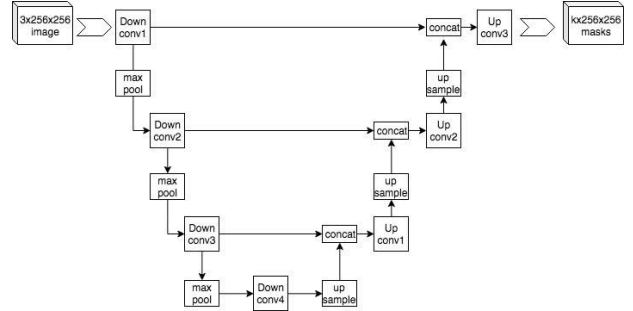 3x256x256
image
Down
conv1
concat
Up
conv3
kx256x256
masks
max
pool
up
sample
Down
conv2
concat
Up
conv2
max
pool
up
sample
Down
conv3
concat
Up
conv1
max
pool
Down
conv4
up
sample